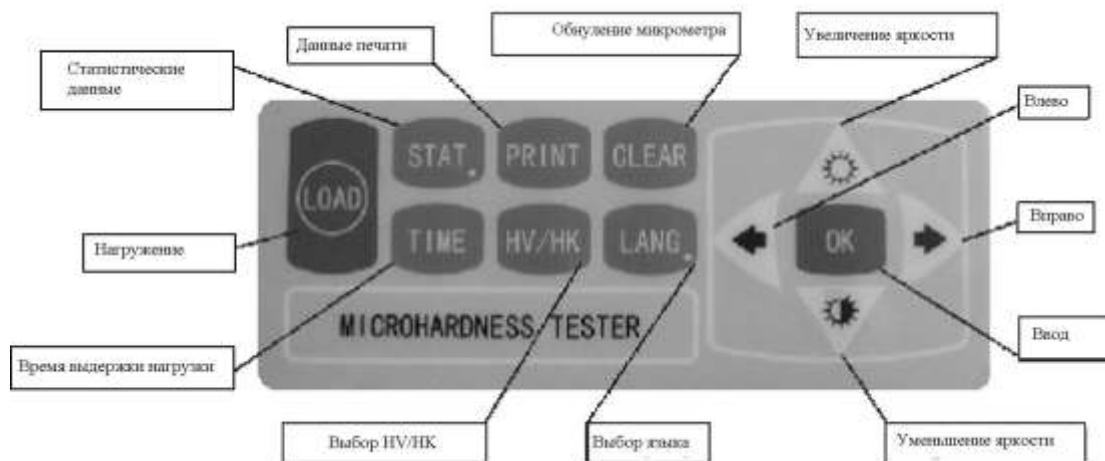 Обнуление микрометра
Увеличение яркости
Данные печати
Статистические
данные
Влево
STAT.
PRINT
CLEAR
LOAD
Вправо
TIME
HV/HK
LANG.
OK
Нагружение
MICROHARDNESS TESTER
Ввод
Время выдержки нагрузки
Выбор HV/HK
Выбор языка
Уменьшение яркости